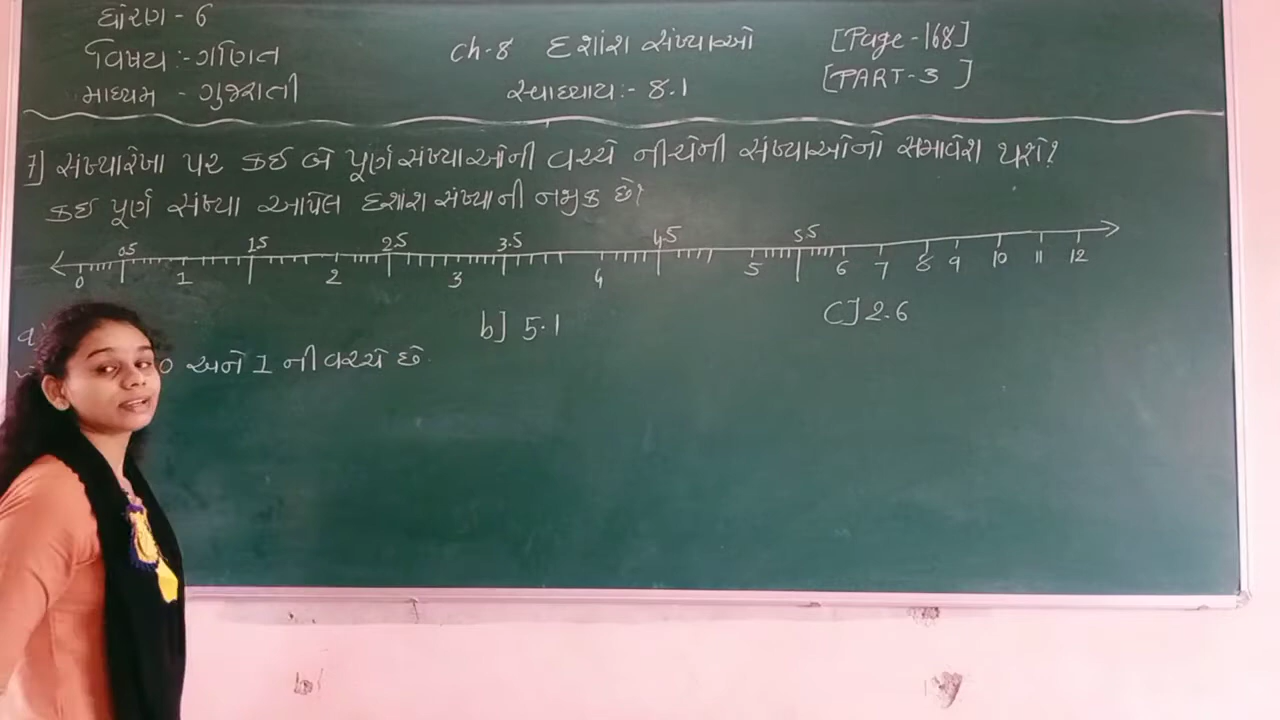 ધોરણ - 6
વિષય :- ગણિત
માધ્યમ - ગુજરાતી
ch-8 દશાંશ સંખ્યાઓ
સ્વાધ્યાય :- 8.1
[Page-168]
[PART-3]
7] સંખ્યારેખા પર કઈ બે પૂર્ણ સંખ્યાઓની વચ્ચે નીચેની સંખ્યાઓનો સમાવેશ થશે?
કઈ પૂર્ણ સંખ્યા આપેલ દશાંશ સંખ્યાની નજીક છે?
0.5 1.5 2.5 3.5 4.5 5.5
0 1 2 3 4 5 6 7 8 9 10 11 12
b] 5.1 C] 2.6
0 અને 1 ની વચ્ચે છે.